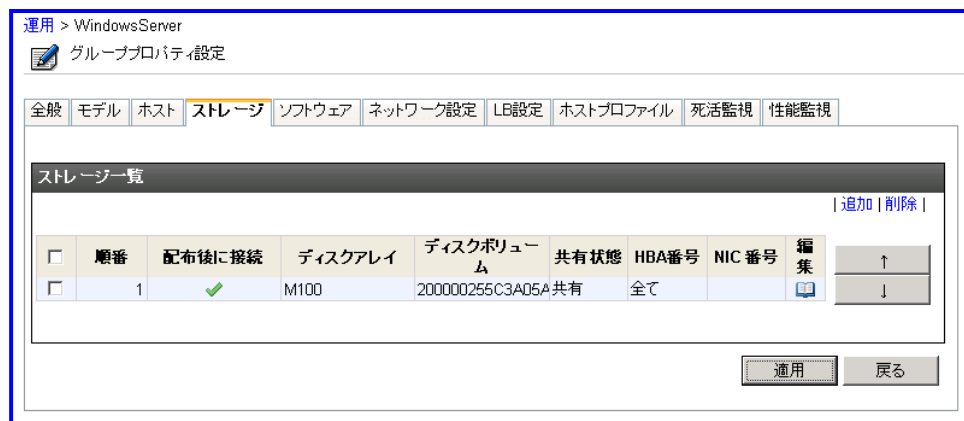 運用 > WindowsServer
グループプロパティ設定
全般 モデル ホスト ストレージ ソフトウェア ネットワーク設定 LB設定 ホストプロファイル 死活監視 性能監視
ストレージ一覧
| 追加 | 削除 |
順番 配布後に接続 ディスクアレイ ディスクボリューム 共有状態 HBA番号 NIC 番号 編集 ↑
1 M100 200000255C3A05A 共有 全て ↓
適用 戻る